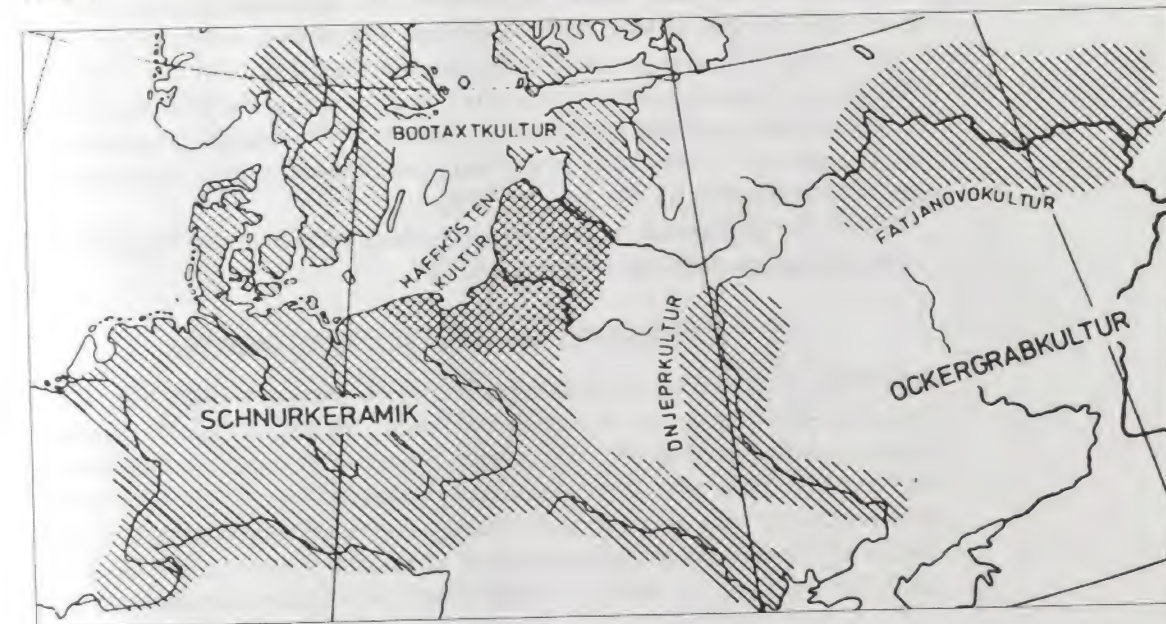 BOOTAXTKULTUR
HAFFKÜSTEN-
KULTUR
FATJANOVOKULTUR
DNJEPRKULTUR
OCKERGRABKULTUR
SCHNURKERAMIK